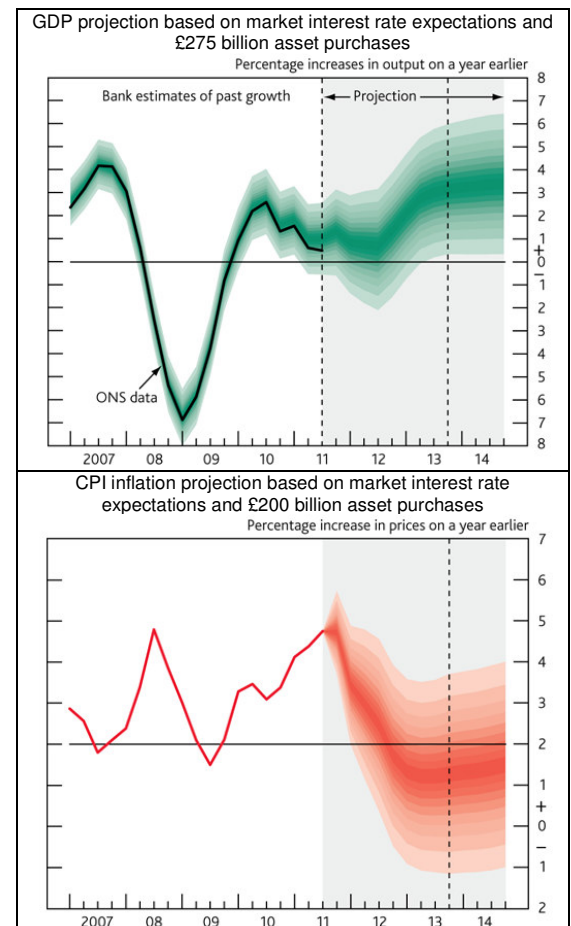 GDP projection based on market interest rate expectations and
£275 billion asset purchases
Percentage increases in output on a year earlier
Bank estimates of past growth
Projection
ONS data
8
7
6
5
4
3
2
1
+
0
–
1
2
3
4
5
6
7
8
2007 08 09 10 11 12 13 14
CPI inflation projection based on market interest rate
expectations and £200 billion asset purchases
Percentage increase in prices on a year earlier
7
6
5
4
3
2
1
+
0
–
1
2
2007 08 09 10 11 12 13 14